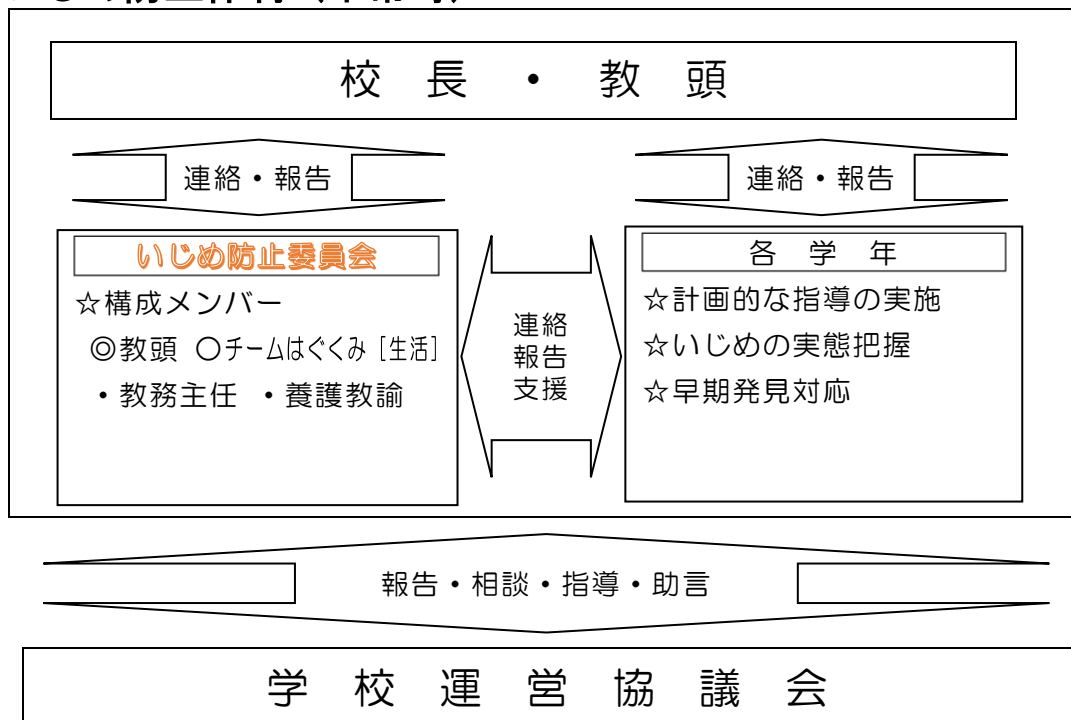 校 長 ・ 教 頭
連絡・報告
連絡・報告
いじめ防止委員会
☆構成メンバー
◎教頭 〇チームはぐくみ［生活］
・教務主任 ・養護教諭
連絡
報告
支援
各 学 年
☆計画的な指導の実施
☆いじめの実態把握
☆早期発見対応
報告・相談・指導・助言
学 校 運 営 協 議 会